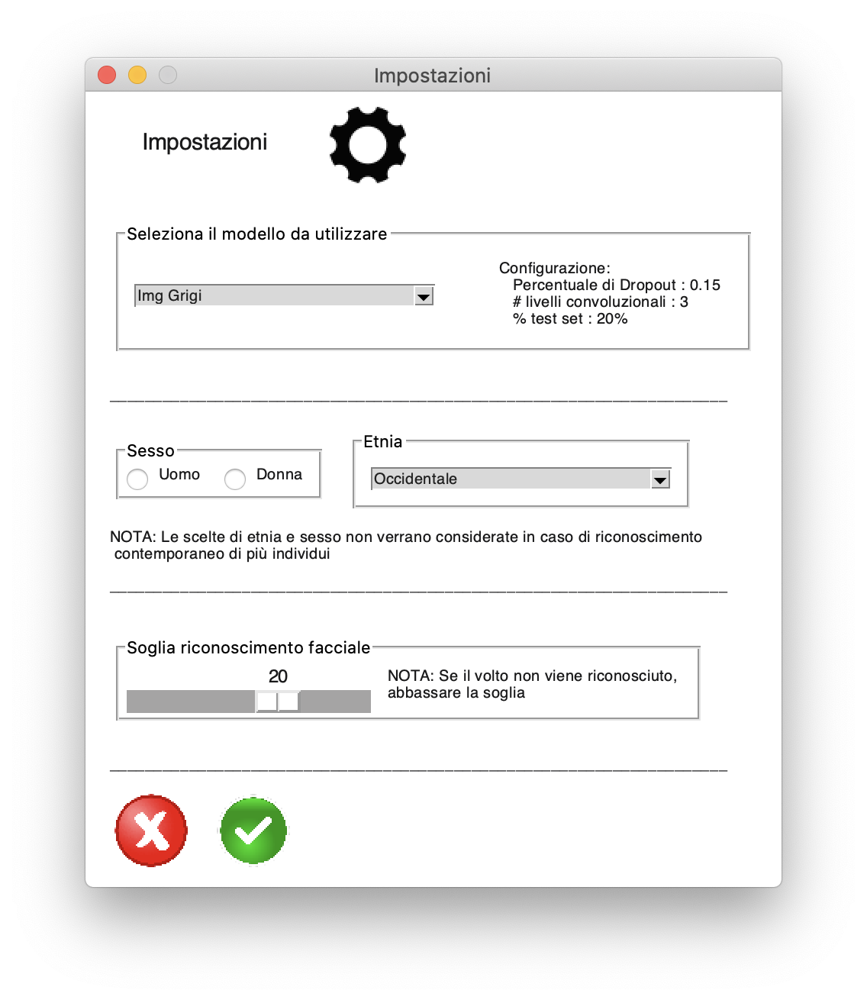 Impostazioni
Impostazioni
Seleziona il modello da utilizzare
Img Grigi
Configurazione:
Percentuale di Dropout : 0.15
# livelli convoluzionali : 3
% test set : 20%
Sesso
Uomo Donna
Etnia
Occidentale
NOTA: Le scelte di etnia e sesso non verrano considerate in caso di riconoscimento
contemporaneo di più individui
Soglia riconoscimento facciale
20
NOTA: Se il volto non viene riconosciuto,
abbassare la soglia